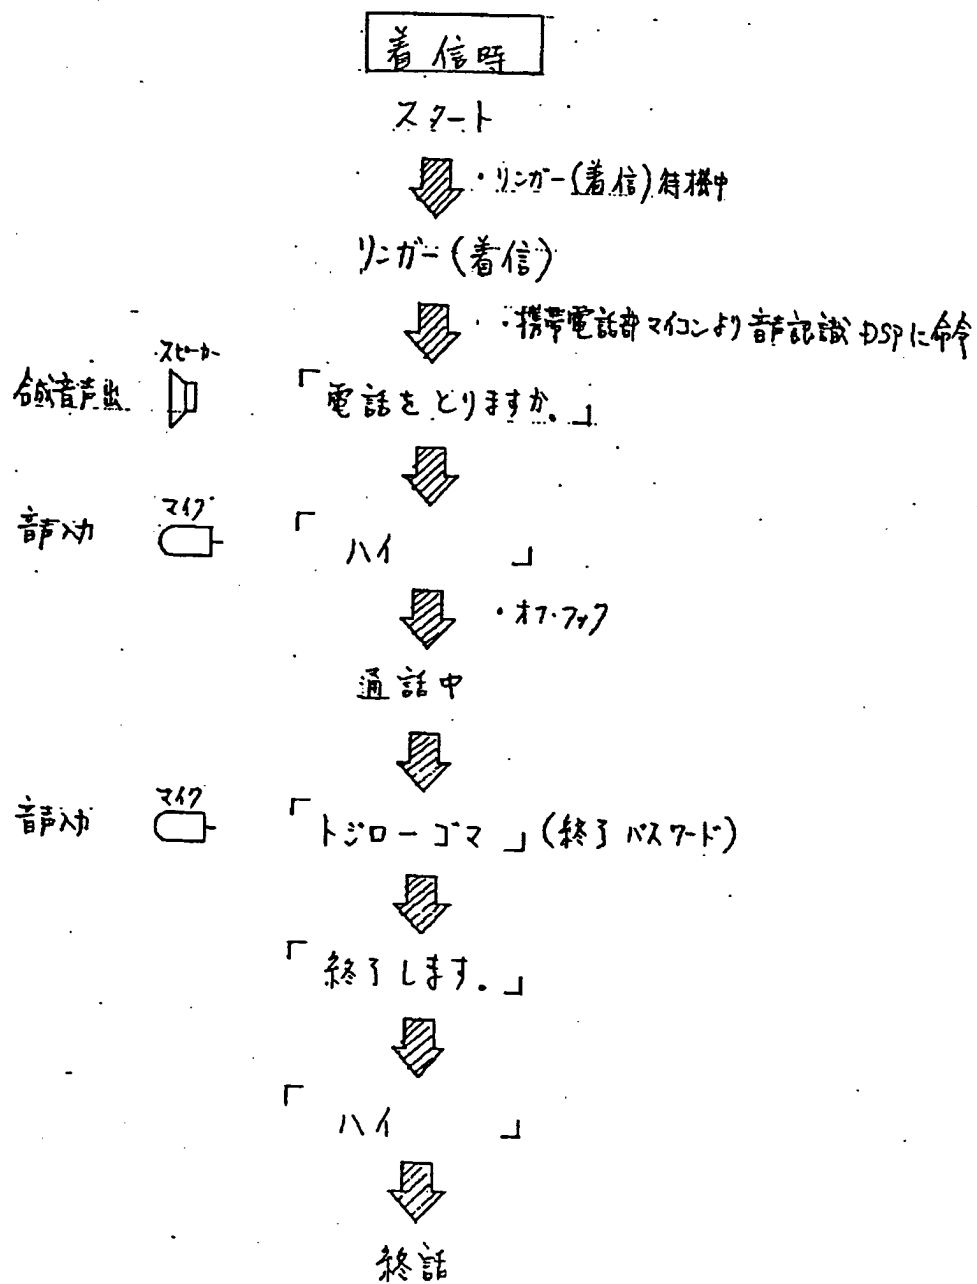 着信時
スタート
・リンガー(着信)待機中
リンガー(着信)
・携帯電話部マイコンより音声認識DSPに命令
合成音声出 スピーカー 「電話をとりますか。」
音声入力 マイク 「ハイ 」
・オフ・フック
通話中
音声入力 マイク 「トジローゴマ」(終了パスワード)
「終了します。」
「ハイ 」
終話